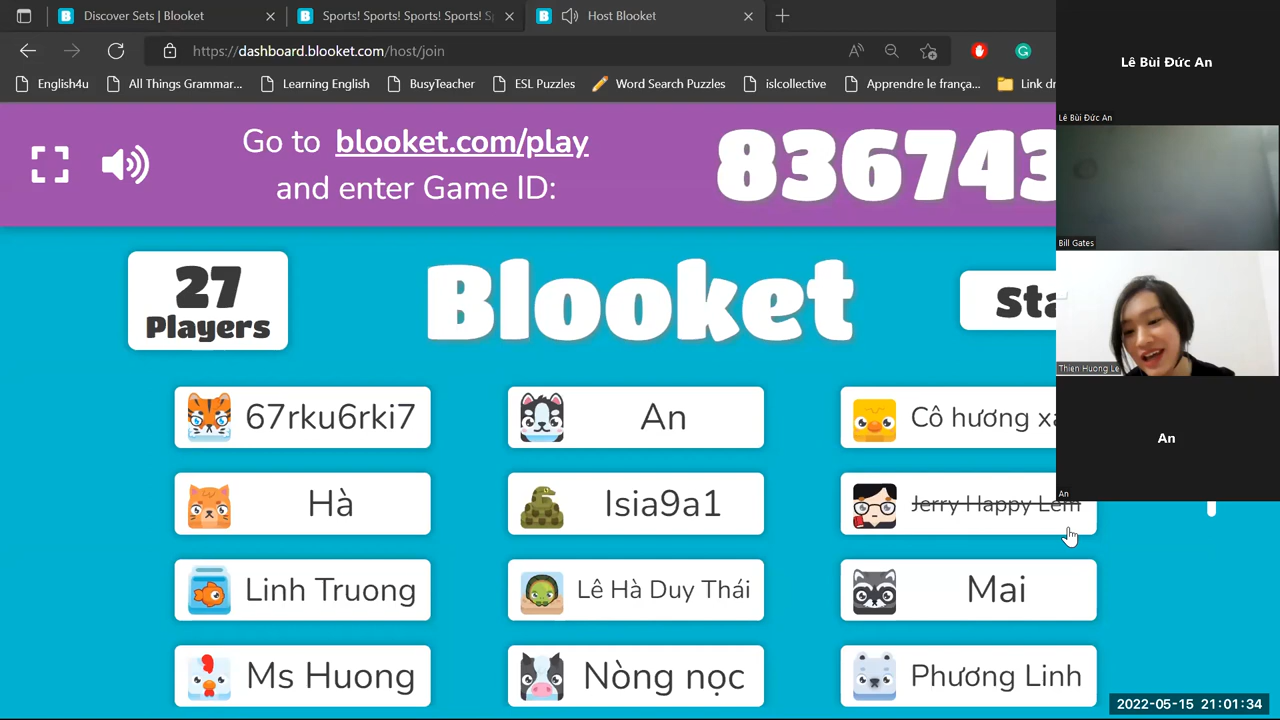 Discover Sets | Blooket
Sports! Sports! Sports! Sports!
Host Blooket
https://dashboard.blooket.com/host/join
English4u
All Things Grammar...
Learning English
BusyTeacher
ESL Puzzles
Word Search Puzzles
islcollective
Apprendre le frança...
Link
Go to blooket.com/play
and enter Game ID:
836743
27
Players
Blooket
Sta
67rku6rki7
An
Cô hương
Hà
Isia9a1
Jerry Happy Lem
Linh Truong
Lê Hà Duy Thái
Mai
Ms Huong
Nòng nọc
Phương Linh
Lê Bùi Đức An
Lê Bùi Đức An
Bill Gates
Thien Huong Le
An
An
2022-05-15 21:01:34